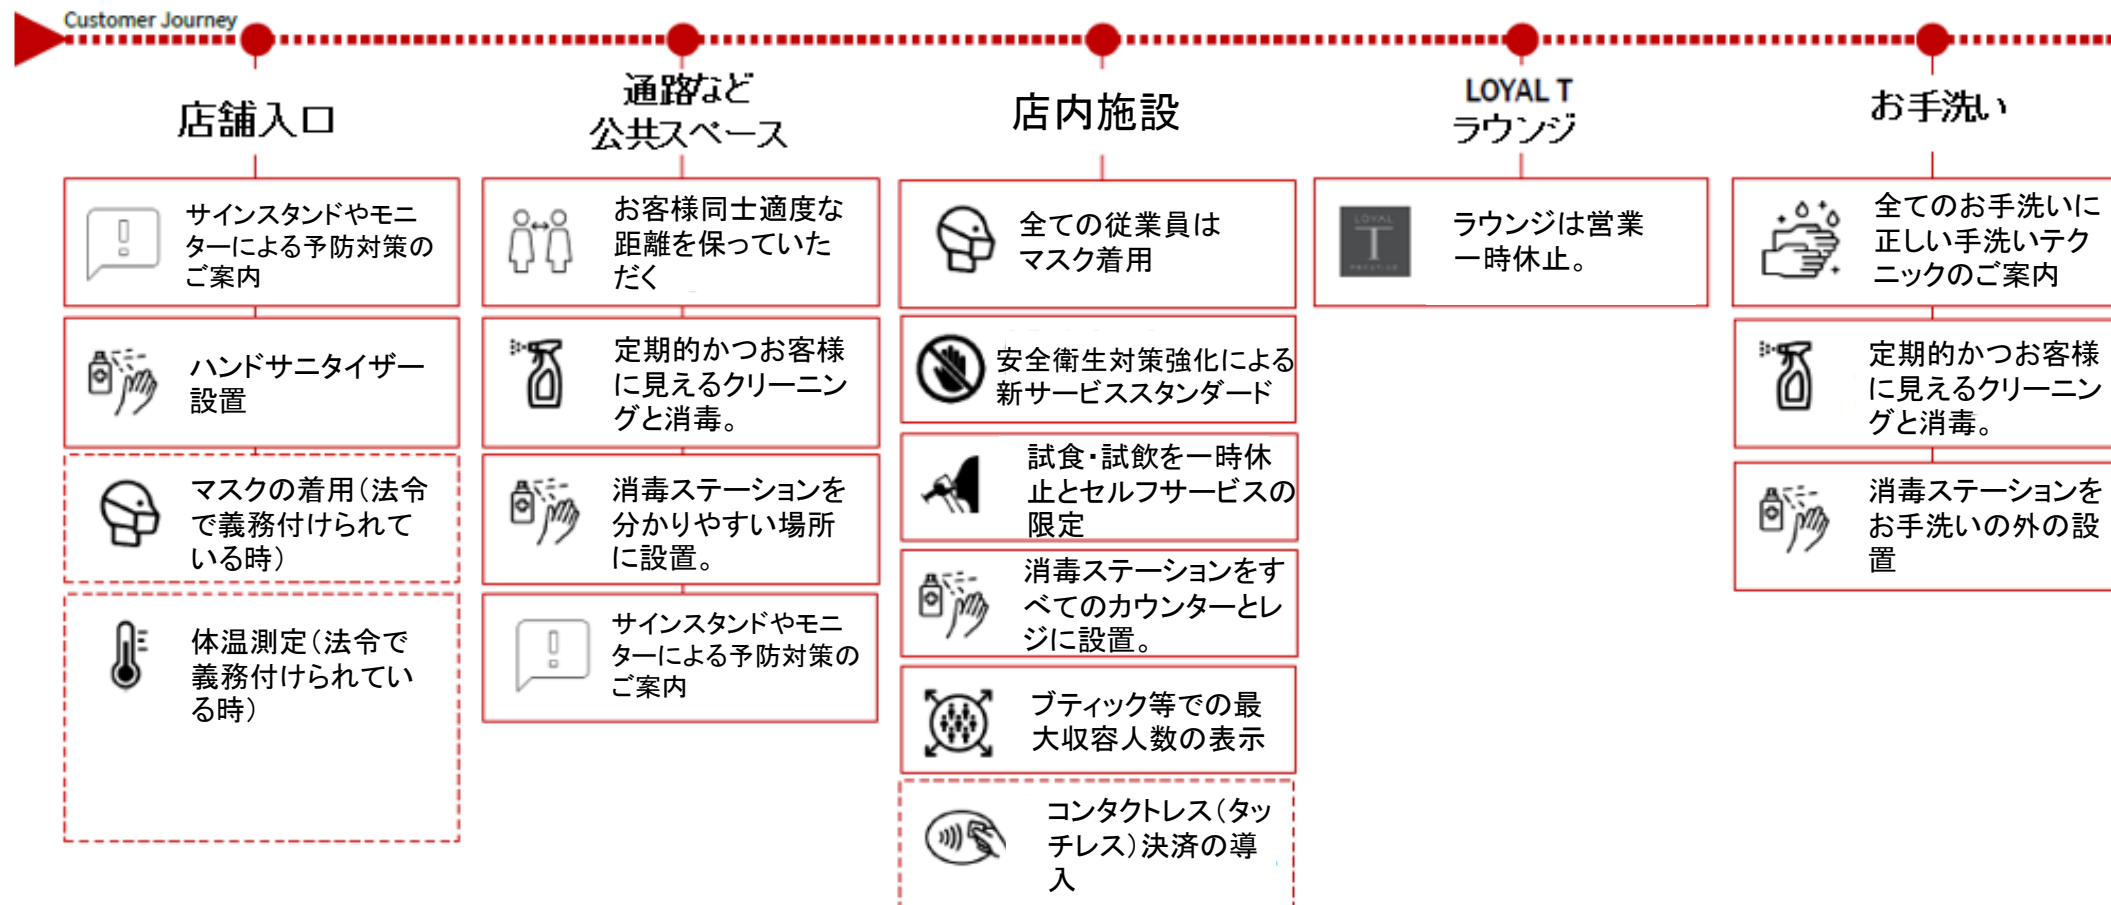 Customer Journey
店舗入口
サインスタンドやモニ
ターによる予防対策の
ご案内
ハンドサニタイザー
設置
マスクの着用（法令
で義務付けられて
いる時）
体温測定（法令で
義務付けられてい
る時）
通路など
公共スペース
お客様同士適度な
距離を保っていた
だく
定期的かつお客様
に見えるクリーニン
グと消毒。
消毒ステーションを
分かりやすい場所
に設置。
サインスタンドやモニ
ターによる予防対策の
ご案内
店内施設
全ての従業員は
マスク着用
安全衛生対策強化による
新サービススタンダード
試食・試飲を一時休
止とセルフサービスの
限定
消毒ステーションをす
べてのカウンターとレ
ジに設置。
ブティック等での最
大収容人数の表示
コンタクトレス（タッ
チレス）決済の導
入
LOYAL T
ラウンジ
LOYAL
T
ラウンジは営業
一時休止。
お手洗い
全てのお手洗いに
正しい手洗いテク
ニックのご案内
定期的かつお客様
に見えるクリーニン
グと消毒。
消毒ステーションを
お手洗いの外の設
置